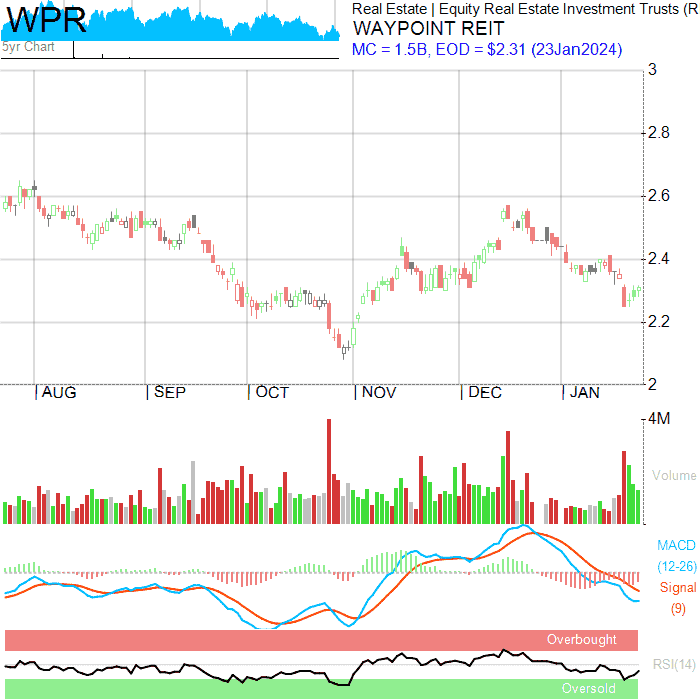 WPR
5yr Chart
Real Estate | Equity Real Estate Investment Trusts (R
WAYPOINT REIT
MC = 1.5B, EOD = $2.31 (23Jan2024)
3
2.8
2.6
2.4
2.2
2
AUG SEP OCT NOV DEC JAN
4M
Volume
MACD
(12-26)
Signal
(9)
Overbought
RSI(14)
Oversold